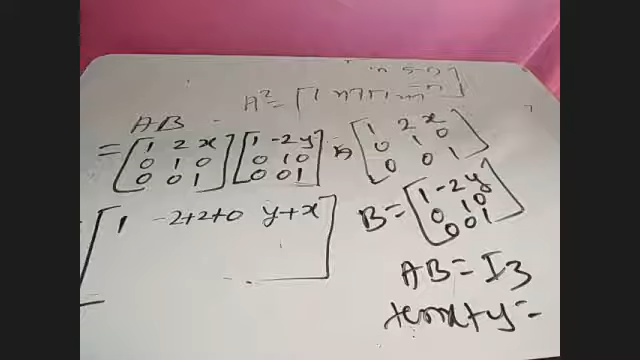 A² =
AB
= [1 2 x] [1 -2 y]
[0 1 0] [0 1 0]
[0 0 1] [0 0 1]
= [1 -2+2+0 y+x]
A [1 2 x]
[0 1 0]
[0 0 1]
B = [1 -2 y]
[0 1 0]
[0 0 1]
AB = I3
x+y =